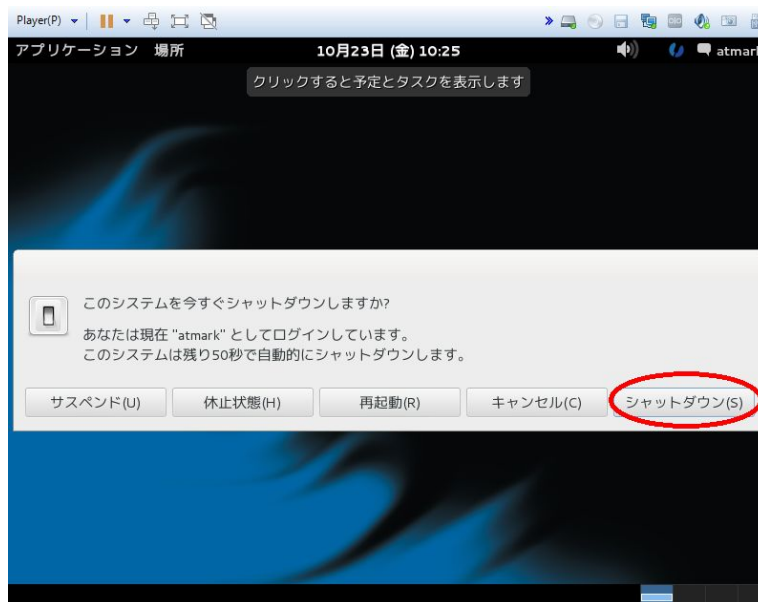 Player(P)
アプリケーション 場所 10月23日 (金) 10:25 atmark
クリックすると予定とタスクを表示します
このシステムを今すぐシャットダウンしますか?
あなたは現在 "atmark" としてログインしています。
このシステムは残り50秒で自動的にシャットダウンします。
サスペンド(U) 休止状態(H) 再起動(R) キャンセル(C) シャットダウン(S)